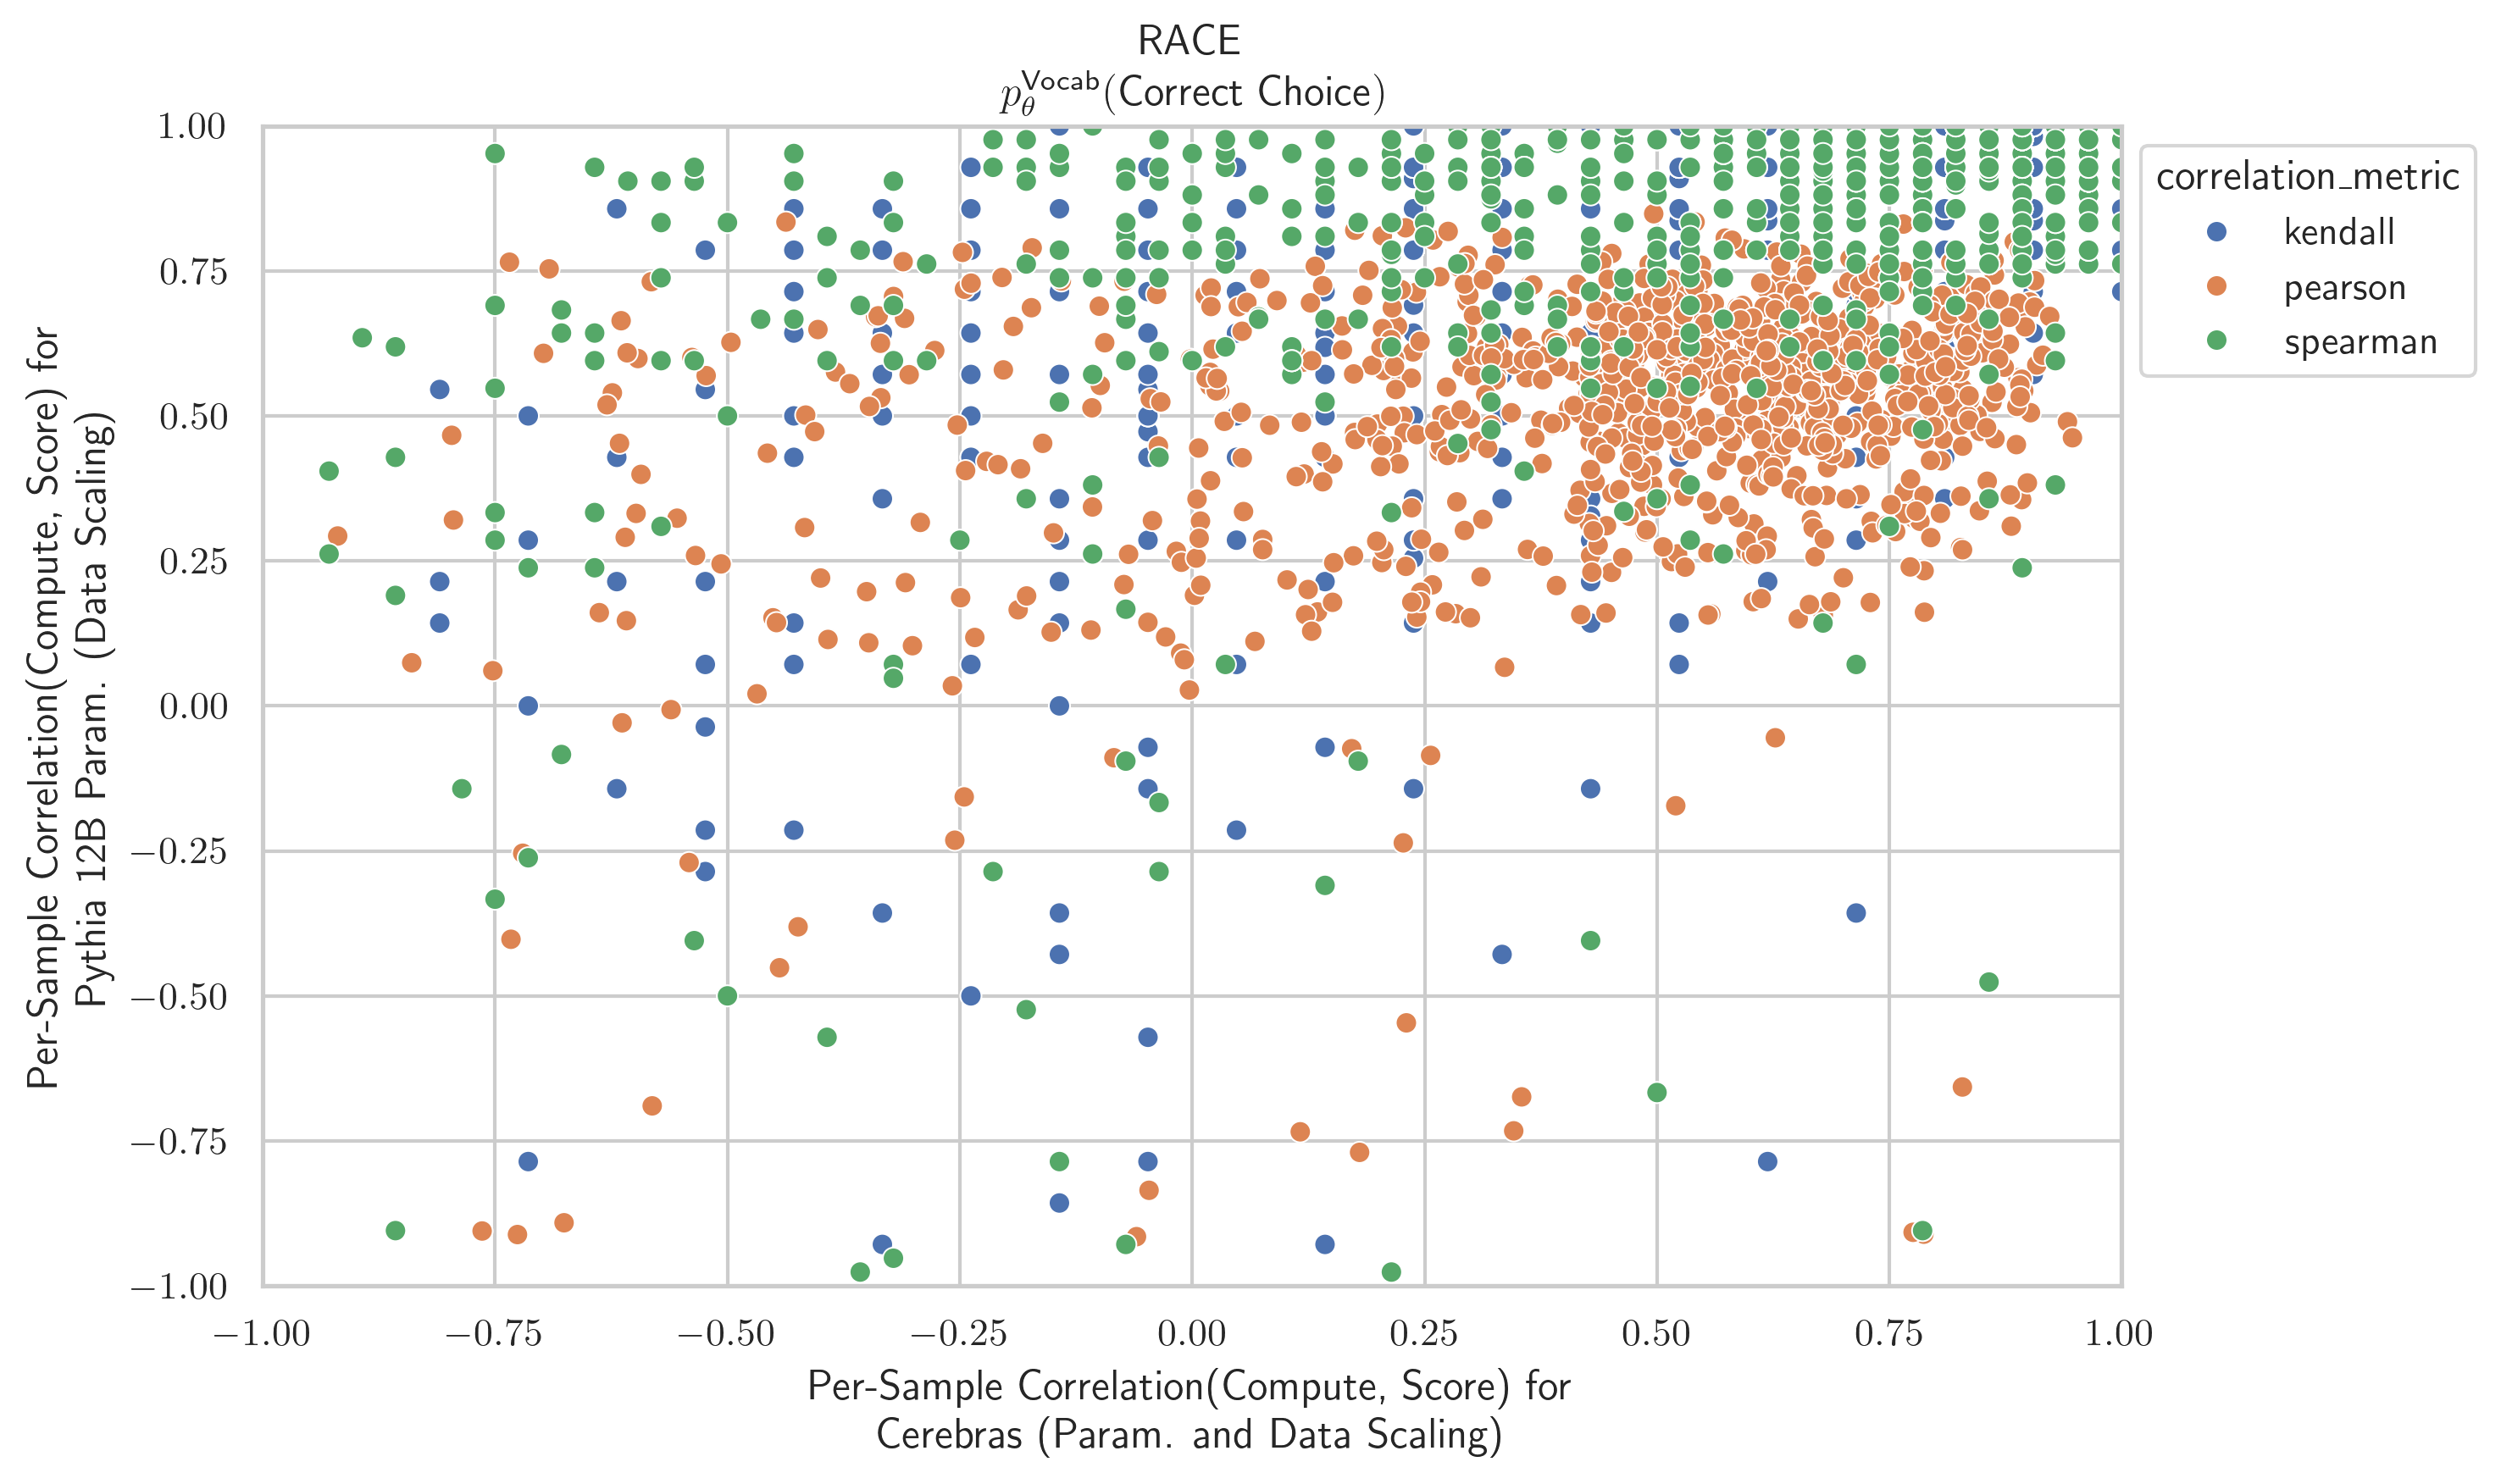 RACE
p_θ^Vocab(Correct Choice)
Per-Sample Correlation(Compute, Score) for
Pythia 12B Param. (Data Scaling)
1.00
0.75
0.50
0.25
0.00
−0.25
−0.50
−0.75
−1.00
−1.00
−0.75
−0.50
−0.25
0.00
0.25
0.50
0.75
1.00
Per-Sample Correlation(Compute, Score) for
Cerebras (Param. and Data Scaling)
correlation_metric
kendall
pearson
spearman